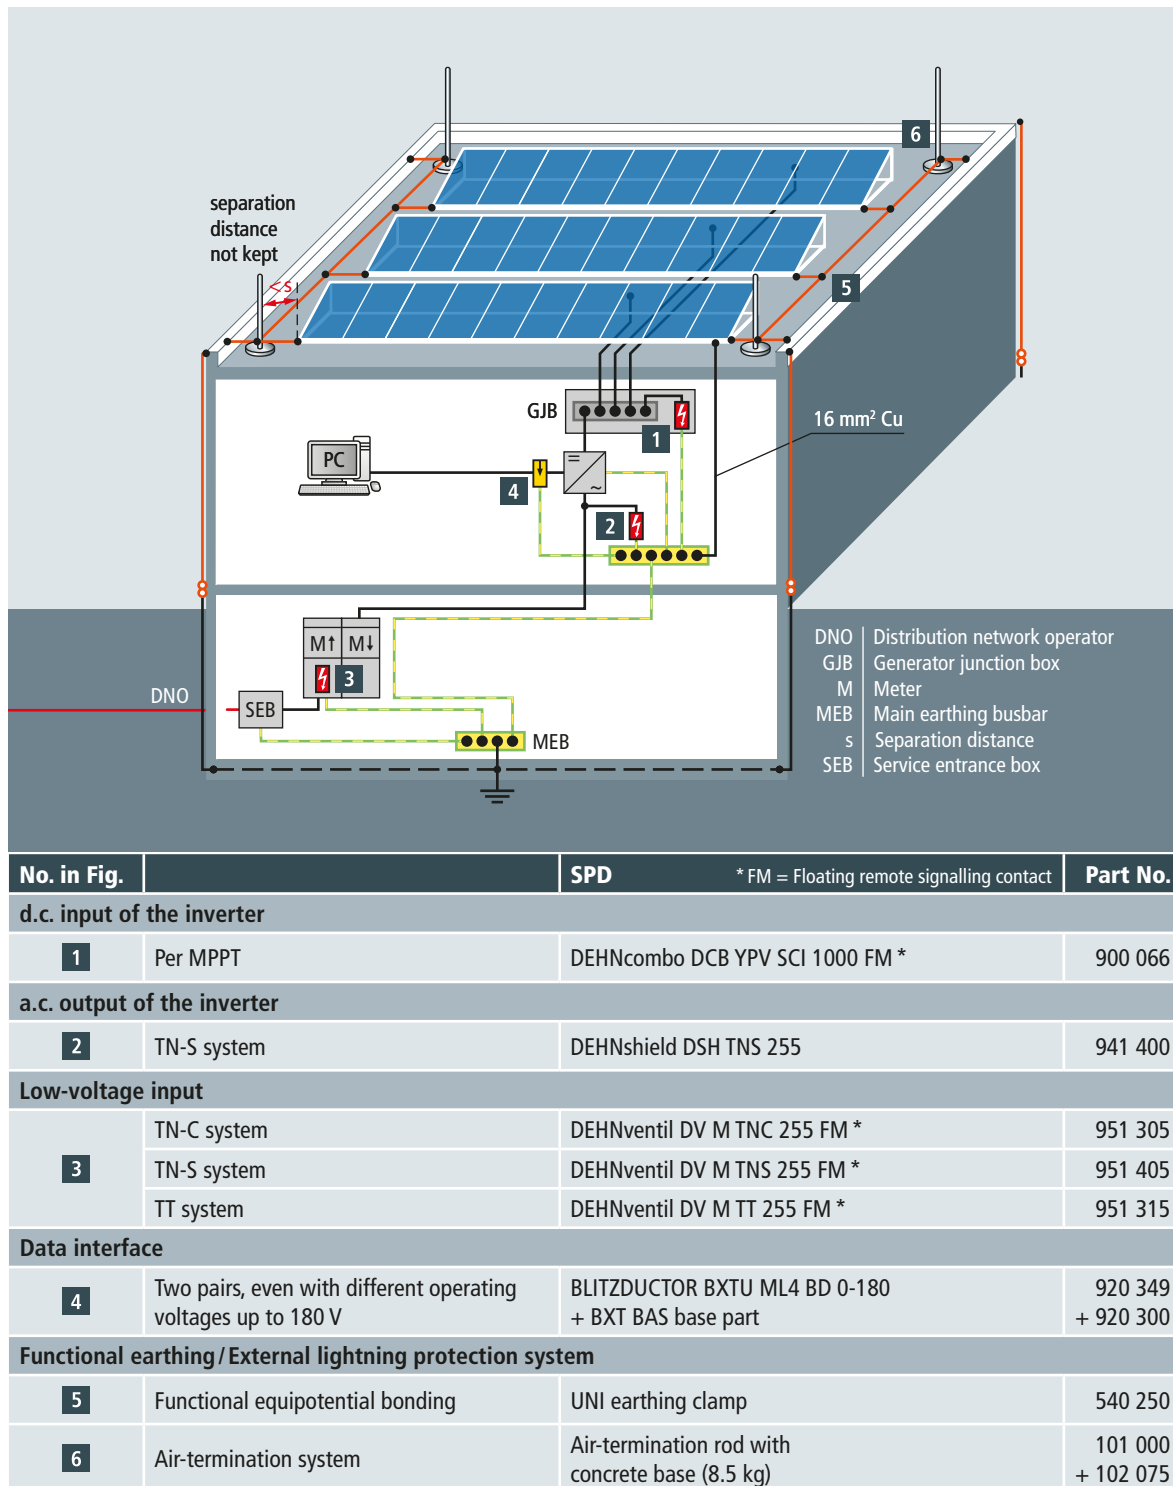 6
separation
distance
not kept
< s
5
GJB
1
16 mm² Cu
PC
4
=
~
2
M↑ M↓
3
DNO
SEB
MEB
DNO Distribution network operator
GJB Generator junction box
M Meter
MEB Main earthing busbar
s Separation distance
SEB Service entrance box
No. in Fig. SPD * FM = Floating remote signalling contact Part No.
d.c. input of the inverter
1 Per MPPT DEHNcombo DCB YPV SCI 1000 FM * 900 066
a.c. output of the inverter
2 TN-S system DEHNshield DSH TNS 255 941 400
Low-voltage input
TN-C system DEHNventil DV M TNC 255 FM * 951 305
3 TN-S system DEHNventil DV M TNS 255 FM * 951 405
TT system DEHNventil DV M TT 255 FM * 951 315
Data interface
4 Two pairs, even with different operating BLITZDUCTOR BXTU ML4 BD 0-180 920 349
voltages up to 180 V + BXT BAS base part + 920 300
Functional earthing / External lightning protection system
5 Functional equipotential bonding UNI earthing clamp 540 250
6 Air-termination system Air-termination rod with 101 000
concrete base (8.5 kg) + 102 075